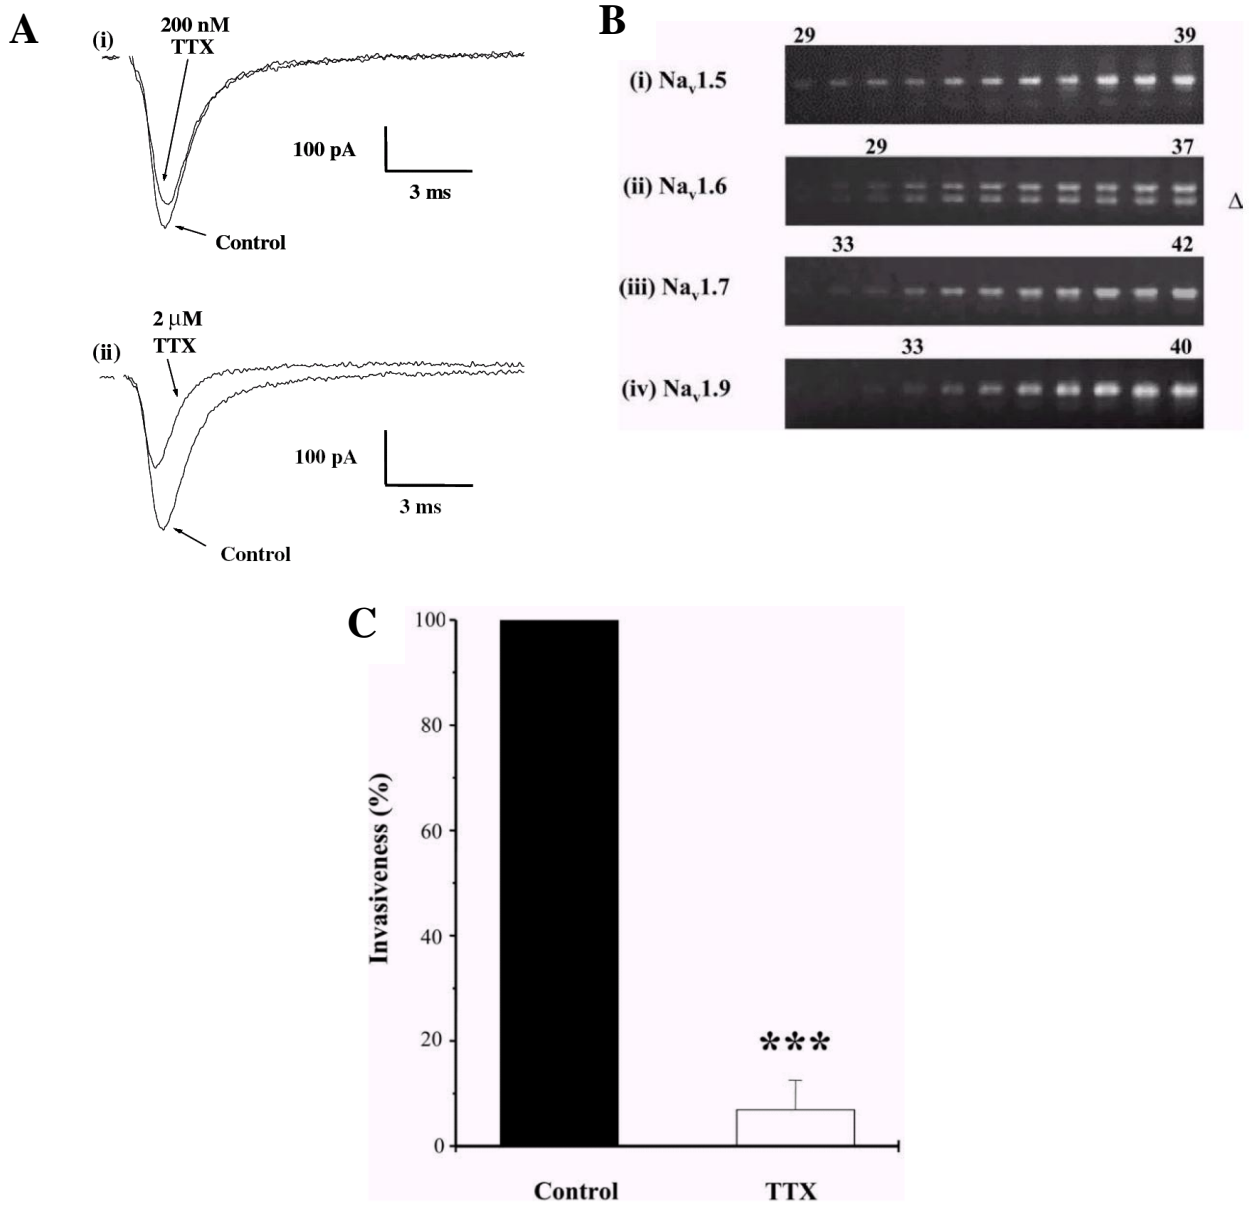 A
(i)
200 nM
TTX
100 pA
3 ms
Control
(ii)
2 μM
TTX
100 pA
3 ms
Control
B
29 39
(i) Nav1.5
29 37
(ii) Nav1.6
Δ
33 42
(iii) Nav1.7
33 40
(iv) Nav1.9
C
100
80
60
40
20
0
Invasiveness (%)
***
Control TTX